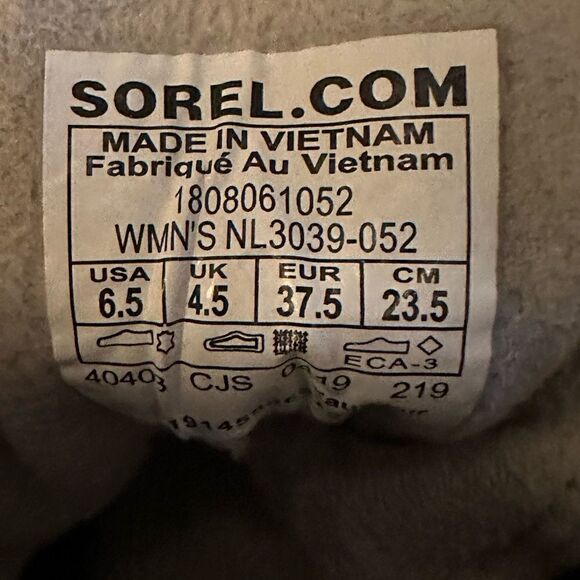 SOREL.COM
MADE IN VIETNAM
Fabriqué Au Vietnam
1808061052
WMN'S NL3039-052
USA UK EUR CM
6.5 4.5 37.5 23.5
ECA-3
CJS 219